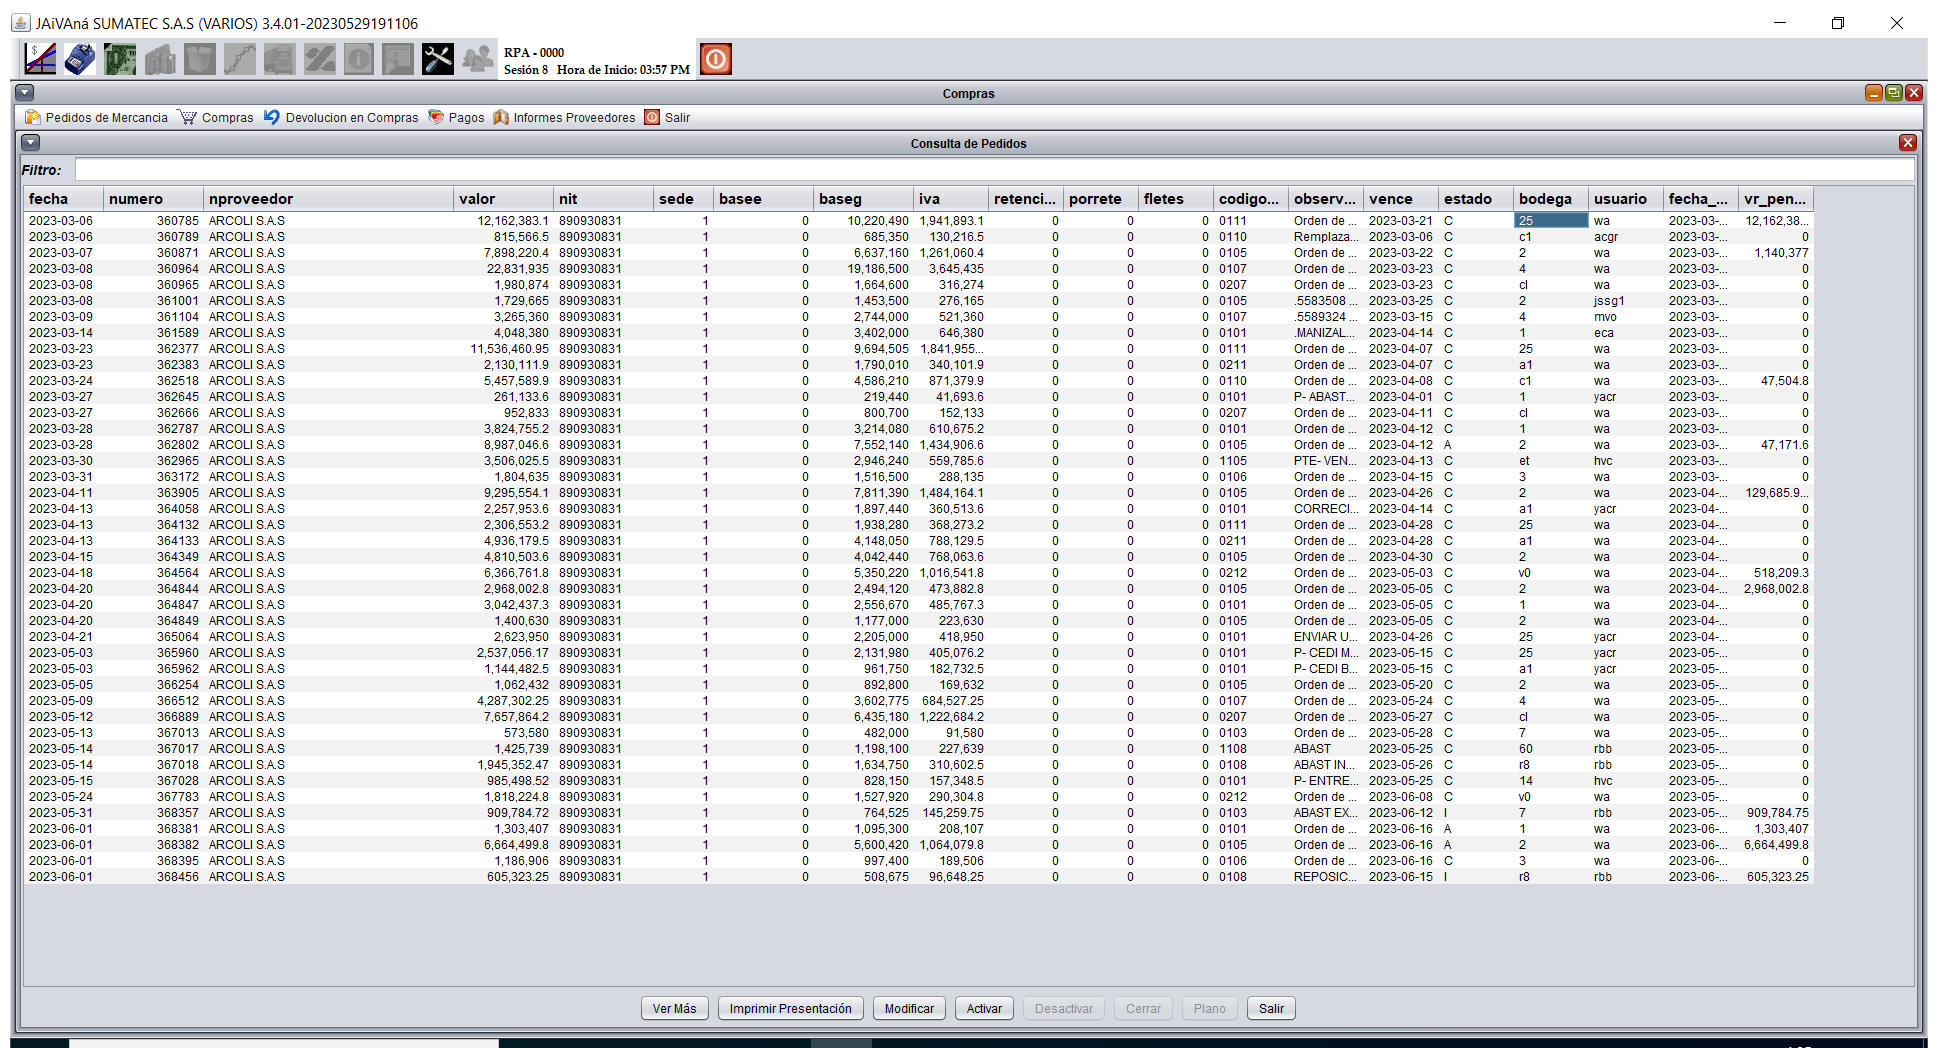 JAiVAná SUMATEC S.A.S (VARIOS) 3.4.01-20230529191106
RPA - 0000
Sesión 8 Hora de Inicio: 03:57 PM
Compras
Pedidos de Mercancia Compras Devolucion en Compras Pagos Informes Proveedores Salir
Consulta de Pedidos
Filtro:
fecha numero nproveedor valor nit sede basee baseg iva retenci... porrete fletes codigo... observ... vence estado bodega usuario fecha_... vr_pen...
2023-03-06 360785 ARCOLI S.A.S 12,162,383.1 890930831 1 0 10,220,490 1,941,893.1 0 0 0 0111 Orden de ... 2023-03-21 C 25 wa 2023-03-... 12,162,38...
2023-03-06 360789 ARCOLI S.A.S 815,566.5 890930831 1 0 685,350 130,216.5 0 0 0 0110 Remplaza... 2023-03-06 C c1 acgr 2023-03-... 0
2023-03-07 360871 ARCOLI S.A.S 7,898,220.4 890930831 1 0 6,637,160 1,261,060.4 0 0 0 0105 Orden de ... 2023-03-22 C 2 wa 2023-03-... 1,140,377
2023-03-08 360964 ARCOLI S.A.S 22,831,935 890930831 1 0 19,186,500 3,645,435 0 0 0 0107 Orden de ... 2023-03-23 C 4 wa 2023-03-... 0
2023-03-08 360965 ARCOLI S.A.S 1,980,874 890930831 1 0 1,664,600 316,274 0 0 0 0207 Orden de ... 2023-03-23 C cl wa 2023-03-... 0
2023-03-08 361001 ARCOLI S.A.S 1,729,665 890930831 1 0 1,453,500 276,165 0 0 0 0105 .5583508 ... 2023-03-25 C 2 jssg1 2023-03-... 0
2023-03-09 361104 ARCOLI S.A.S 3,265,360 890930831 1 0 2,744,000 521,360 0 0 0 0107 .5589324 ... 2023-03-15 C 4 mvo 2023-03-... 0
2023-03-14 361589 ARCOLI S.A.S 4,048,380 890930831 1 0 3,402,000 646,380 0 0 0 0101 .MANIZAL... 2023-04-14 C 1 eca 2023-03-... 0
2023-03-23 362377 ARCOLI S.A.S 11,536,460.95 890930831 1 0 9,694,505 1,841,955... 0 0 0 0111 Orden de ... 2023-04-07 C 25 wa 2023-03-... 0
2023-03-23 362383 ARCOLI S.A.S 2,130,111.9 890930831 1 0 1,790,010 340,101.9 0 0 0 0211 Orden de ... 2023-04-07 C a1 wa 2023-03-... 0
2023-03-24 362518 ARCOLI S.A.S 5,457,589.9 890930831 1 0 4,586,210 871,379.9 0 0 0 0110 Orden de ... 2023-04-08 C c1 wa 2023-03-... 47,504.8
2023-03-27 362645 ARCOLI S.A.S 261,133.6 890930831 1 0 219,440 41,693.6 0 0 0 0101 P- ABAST... 2023-04-01 C 1 yacr 2023-03-... 0
2023-03-27 362666 ARCOLI S.A.S 952,833 890930831 1 0 800,700 152,133 0 0 0 0207 Orden de ... 2023-04-11 C cl wa 2023-03-... 0
2023-03-28 362787 ARCOLI S.A.S 3,824,755.2 890930831 1 0 3,214,080 610,675.2 0 0 0 0101 Orden de ... 2023-04-12 C 1 wa 2023-03-... 0
2023-03-28 362802 ARCOLI S.A.S 8,987,046.6 890930831 1 0 7,552,140 1,434,906.6 0 0 0 0105 Orden de ... 2023-04-12 A 2 wa 2023-03-... 47,171.6
2023-03-30 362965 ARCOLI S.A.S 3,506,025.5 890930831 1 0 2,946,240 559,785.6 0 0 0 1105 PTE- VEN... 2023-04-13 C et hvc 2023-03-... 0
2023-03-31 363172 ARCOLI S.A.S 1,804,635 890930831 1 0 1,516,500 288,135 0 0 0 0106 Orden de ... 2023-04-15 C 3 wa 2023-03-... 0
2023-04-11 363905 ARCOLI S.A.S 9,295,554.1 890930831 1 0 7,811,390 1,484,164.1 0 0 0 0105 Orden de ... 2023-04-26 C 2 wa 2023-04-... 129,685.9...
2023-04-13 364058 ARCOLI S.A.S 2,257,953.6 890930831 1 0 1,897,440 360,513.6 0 0 0 0101 CORRECI... 2023-04-14 C a1 yacr 2023-04-... 0
2023-04-13 364132 ARCOLI S.A.S 2,306,553.2 890930831 1 0 1,938,280 368,273.2 0 0 0 0111 Orden de ... 2023-04-28 C 25 wa 2023-04-... 0
2023-04-13 364133 ARCOLI S.A.S 4,936,179.5 890930831 1 0 4,148,050 788,129.5 0 0 0 0211 Orden de ... 2023-04-28 C a1 wa 2023-04-... 0
2023-04-15 364349 ARCOLI S.A.S 4,810,503.6 890930831 1 0 4,042,440 768,063.6 0 0 0 0105 Orden de ... 2023-04-30 C 2 wa 2023-04-... 0
2023-04-18 364564 ARCOLI S.A.S 6,366,761.8 890930831 1 0 5,350,220 1,016,541.8 0 0 0 0212 Orden de ... 2023-05-03 C v0 wa 2023-04-... 518,209.3
2023-04-20 364844 ARCOLI S.A.S 2,968,002.8 890930831 1 0 2,494,120 473,882.8 0 0 0 0105 Orden de ... 2023-05-05 C 2 wa 2023-04-... 2,968,002.8
2023-04-20 364847 ARCOLI S.A.S 3,042,437.3 890930831 1 0 2,556,670 485,767.3 0 0 0 0101 Orden de ... 2023-05-05 C 1 wa 2023-04-... 0
2023-04-20 364849 ARCOLI S.A.S 1,400,630 890930831 1 0 1,177,000 223,630 0 0 0 0105 Orden de ... 2023-05-05 C 2 wa 2023-04-... 0
2023-04-21 365064 ARCOLI S.A.S 2,623,950 890930831 1 0 2,205,000 418,950 0 0 0 0101 ENVIAR U... 2023-04-26 C 25 yacr 2023-04-... 0
2023-05-03 365960 ARCOLI S.A.S 2,537,056.17 890930831 1 0 2,131,980 405,076.2 0 0 0 0101 P- CEDI M... 2023-05-15 C 25 yacr 2023-05-... 0
2023-05-03 365962 ARCOLI S.A.S 1,144,482.5 890930831 1 0 961,750 182,732.5 0 0 0 0101 P- CEDI B... 2023-05-15 C a1 yacr 2023-05-... 0
2023-05-05 366254 ARCOLI S.A.S 1,062,432 890930831 1 0 892,800 169,632 0 0 0 0105 Orden de ... 2023-05-20 C 2 wa 2023-05-... 0
2023-05-09 366512 ARCOLI S.A.S 4,287,302.25 890930831 1 0 3,602,775 684,527.25 0 0 0 0107 Orden de ... 2023-05-24 C 4 wa 2023-05-... 0
2023-05-12 366889 ARCOLI S.A.S 7,657,864.2 890930831 1 0 6,435,180 1,222,684.2 0 0 0 0207 Orden de ... 2023-05-27 C cl wa 2023-05-... 0
2023-05-13 367013 ARCOLI S.A.S 573,580 890930831 1 0 482,000 91,580 0 0 0 0103 Orden de ... 2023-05-28 C 7 wa 2023-05-... 0
2023-05-14 367017 ARCOLI S.A.S 1,425,739 890930831 1 0 1,198,100 227,639 0 0 0 1108 ABAST 2023-05-25 C 60 rbb 2023-05-... 0
2023-05-14 367018 ARCOLI S.A.S 1,945,352.47 890930831 1 0 1,634,750 310,602.5 0 0 0 0108 ABAST IN... 2023-05-26 C r8 rbb 2023-05-... 0
2023-05-15 367028 ARCOLI S.A.S 985,498.52 890930831 1 0 828,150 157,348.5 0 0 0 0101 P- ENTRE... 2023-05-25 C 14 hvc 2023-05-... 0
2023-05-24 367783 ARCOLI S.A.S 1,818,224.8 890930831 1 0 1,527,920 290,304.8 0 0 0 0212 Orden de ... 2023-06-08 C v0 wa 2023-05-... 0
2023-05-31 368357 ARCOLI S.A.S 909,784.72 890930831 1 0 764,525 145,259.75 0 0 0 0103 ABAST EX... 2023-06-12 I 7 rbb 2023-05-... 909,784.75
2023-06-01 368381 ARCOLI S.A.S 1,303,407 890930831 1 0 1,095,300 208,107 0 0 0 0101 Orden de ... 2023-06-16 A 1 wa 2023-06-... 1,303,407
2023-06-01 368382 ARCOLI S.A.S 6,664,499.8 890930831 1 0 5,600,420 1,064,079.8 0 0 0 0105 Orden de ... 2023-06-16 A 2 wa 2023-06-... 6,664,499.8
2023-06-01 368395 ARCOLI S.A.S 1,186,906 890930831 1 0 997,400 189,506 0 0 0 0106 Orden de ... 2023-06-16 C 3 wa 2023-06-... 0
2023-06-01 368456 ARCOLI S.A.S 605,323.25 890930831 1 0 508,675 96,648.25 0 0 0 0108 REPOSIC... 2023-06-15 I r8 rbb 2023-06-... 605,323.25
Ver Más Imprimir Presentación Modificar Activar Desactivar Cerrar Plano Salir